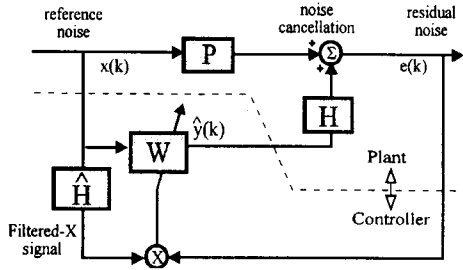 reference
noise
noise
cancellation
residual
noise
x(k)
P
+
Σ
+
e(k)
H
ŷ(k)
W
Plant
Ĥ
Controller
Filtered-X
signal
X